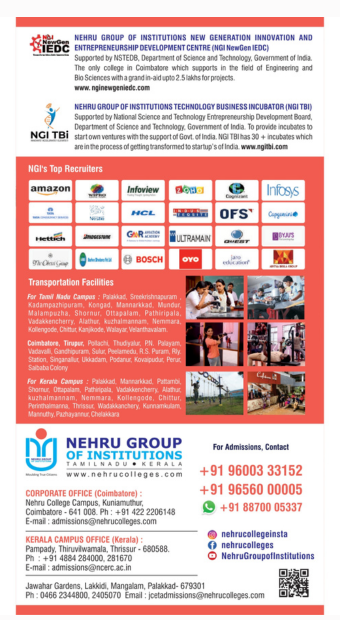 NGI
NewGen
IEDC
NEHRU GROUP OF INSTITUTIONS NEW GENERATION INNOVATION AND
ENTREPRENEURSHIP DEVELOPMENT CENTRE (NGI NewGen IEDC)
Supported by NSTEDB, Department of Science and Technology, Government of India.
The only college in Coimbatore which supports in the field of Engineering and
Bio Sciences with a grand in-aid upto 2.5 lakhs for projects.
www. nginewgeniedc.com
NGI TBi
NEHRU GROUP OF INSTITUTIONS TECHNOLOGY BUSINESS INCUBATOR (NGI TBI)
Supported by National Science and Technology Entrepreneurship Development Board,
Department of Science and Technology, Government of India. To provide incubates to
start own ventures with the support of Govt. of India. NGI TBI has 30 + incubates which
are in the process of getting transformed to startup's of India. www.ngitbi.com
NGI's Top Recruiters
amazon
Infoview
ZOHO
Cognizant
Infosys
HCL
OFS
Capgemini
Hettich
BRIDGESTONE
G&R
ULTRAMAIN
QUEST
BYJU'S
The Chennai Group
BOSCH
OYO
jaro
education
Transportation Facilities
For Tamil Nadu Campus : Palakkad, Sreekrishnapuram ,
Kadampazhipuram, Kongad, Mannarkkad, Mundur,
Malampuzha, Shornur, Ottapalam, Pathiripala,
Vadakkencherry, Alathur, kuzhalmannam, Nemmara,
Kollengode, Chittur, Kanjikode, Walayar, Velanthavalam.
Coimbatore, Tirupur, Pollachi, Thudiyalur, P.N. Palayam,
Vadavalli, Gandhipuram, Sulur, Peelamedu, R.S. Puram, Rly.
Station, Singanallur, Ukkadam, Podanur, Kovaipudur, Perur,
Saibaba Colony
For Kerala Campus : Palakkad, Mannarkkad, Pattambi,
Shornur, Ottapalam, Pathiripala, Vadakkencherry, Alathur,
kuzhalmannam, Nemmara, Kollengode, Chittur,
Perinthalmanna, Thrissur, Wadakkanchery, Kunnamkulam,
Mannuthy, Pazhayannur, Chelakkara
NEHRU GROUP
OF INSTITUTIONS
TAMILNADU • KERALA
www.nehrucolleges.com
For Admissions, Contact
+91 96003 33152
+91 96560 00005
+91 88700 05337
CORPORATE OFFICE (Coimbatore) :
Nehru College Campus, Kuniamuthur,
Coimbatore - 641 008. Ph : +91 422 2206148
E-mail : admissions@nehrucolleges.com
nehrucollegeinsta
nehrucolleges
NehruGroupofInstitutions
KERALA CAMPUS OFFICE (Kerala) :
Pampady, Thiruvilwamala, Thrissur - 680588.
Ph : +91 4884 284000, 281670
E-mail : admissions@ncerc.ac.in
Jawahar Gardens, Lakkidi, Mangalam, Palakkad- 679301
Ph : 0466 2344800, 2405070 Email : jcetadmissions@nehrucolleges.com